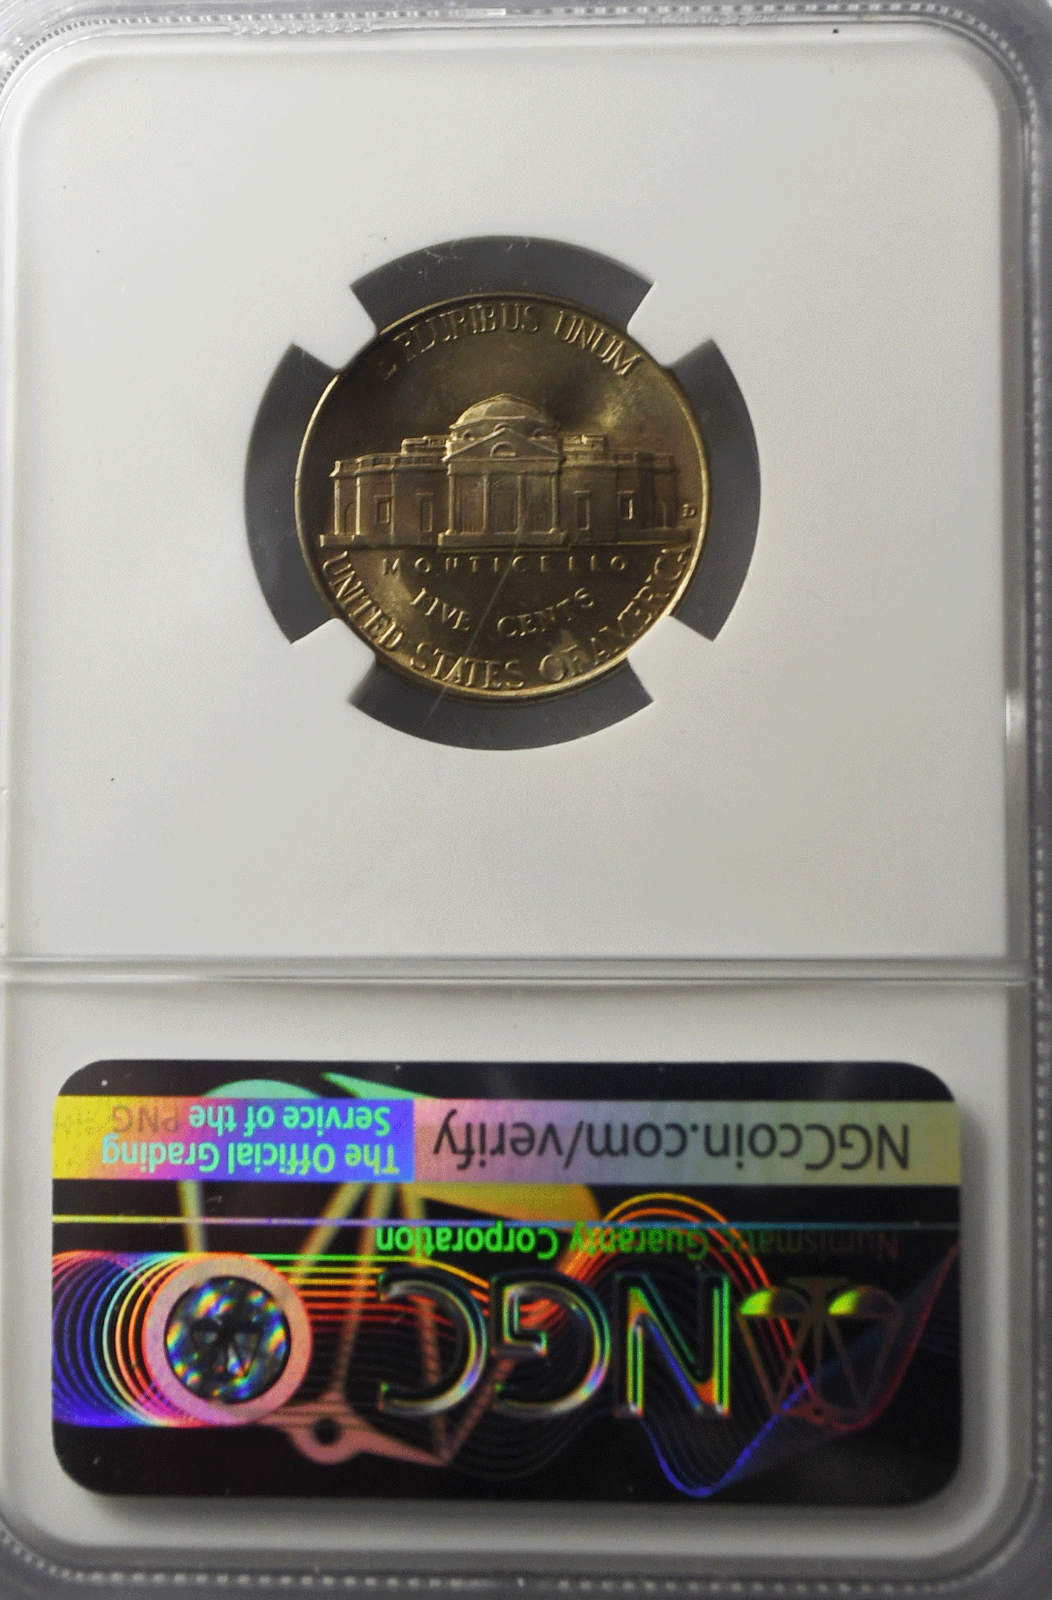 E PLURIBUS UNUM
D
MONTICELLO
FIVE CENTS
UNITED STATES OF AMERICA
NGCcoin.com/verify
The Official Grading
Service of the PNG
Numismatic Guaranty Corporation
NGC